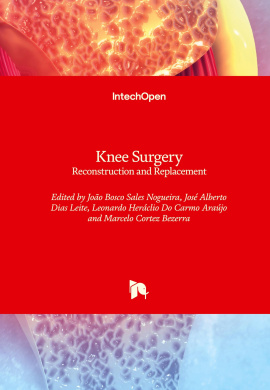 IntechOpen
Knee Surgery
Reconstruction and Replacement
Edited by João Bosco Sales Nogueira, José Alberto
Dias Leite, Leonardo Heráclio Do Carmo Araújo
and Marcelo Cortez Bezerra